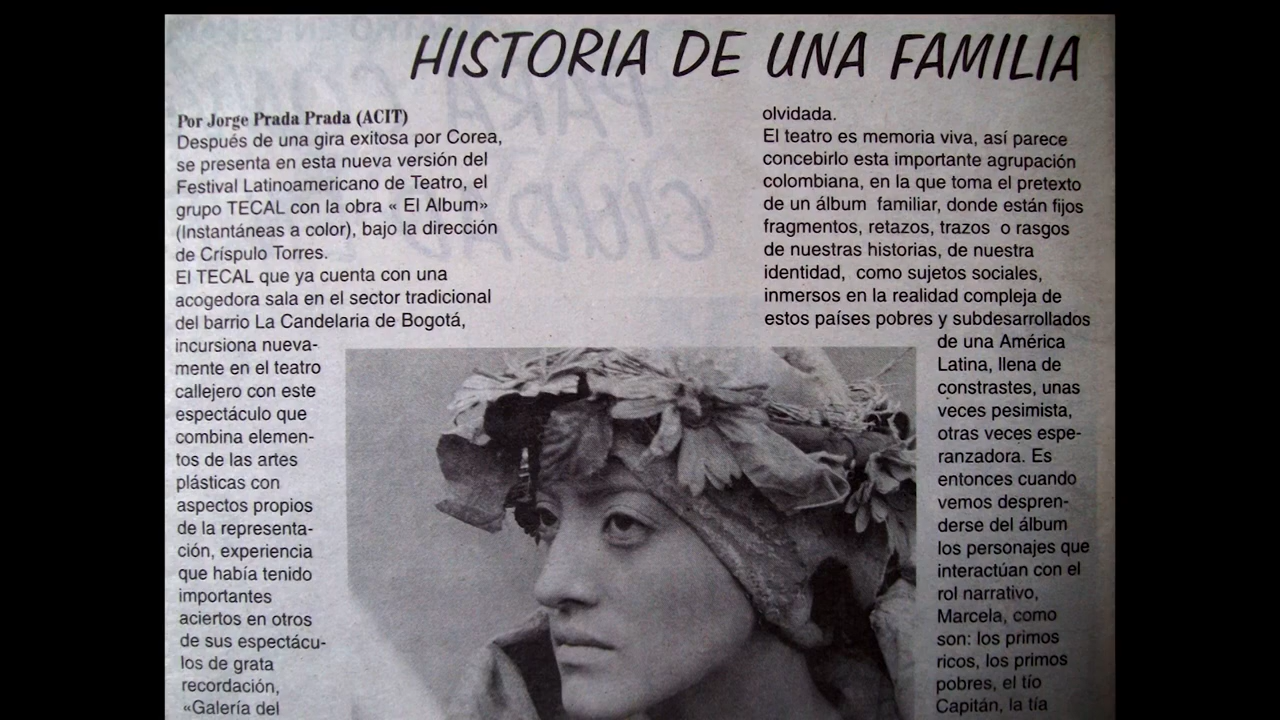 HISTORIA DE UNA FAMILIA
Por Jorge Prada Prada (ACIT)
Después de una gira exitosa por Corea,
se presenta en esta nueva versión del
Festival Latinoamericano de Teatro, el
grupo TECAL con la obra « El Album»
(Instantáneas a color), bajo la dirección
de Críspulo Torres.
El TECAL que ya cuenta con una
acogedora sala en el sector tradicional
del barrio La Candelaria de Bogotá,
incursiona nueva-
mente en el teatro
callejero con este
espectáculo que
combina elemen-
tos de las artes
plásticas con
aspectos propios
de la representa-
ción, experiencia
que había tenido
importantes
aciertos en otros
de sus espectácu-
los de grata
recordación,
«Galería del
olvidada.
El teatro es memoria viva, así parece
concebirlo esta importante agrupación
colombiana, en la que toma el pretexto
de un álbum familiar, donde están fijos
fragmentos, retazos, trazos o rasgos
de nuestras historias, de nuestra
identidad, como sujetos sociales,
inmersos en la realidad compleja de
estos países pobres y subdesarrollados
de una América
Latina, llena de
constrastes, unas
veces pesimista,
otras veces espe-
ranzadora. Es
entonces cuando
vemos despren-
derse del álbum
los personajes que
interactúan con el
rol narrativo,
Marcela, como
son: los primos
ricos, los primos
pobres, el tío
Capitán, la tía
PARA
CIUDAD